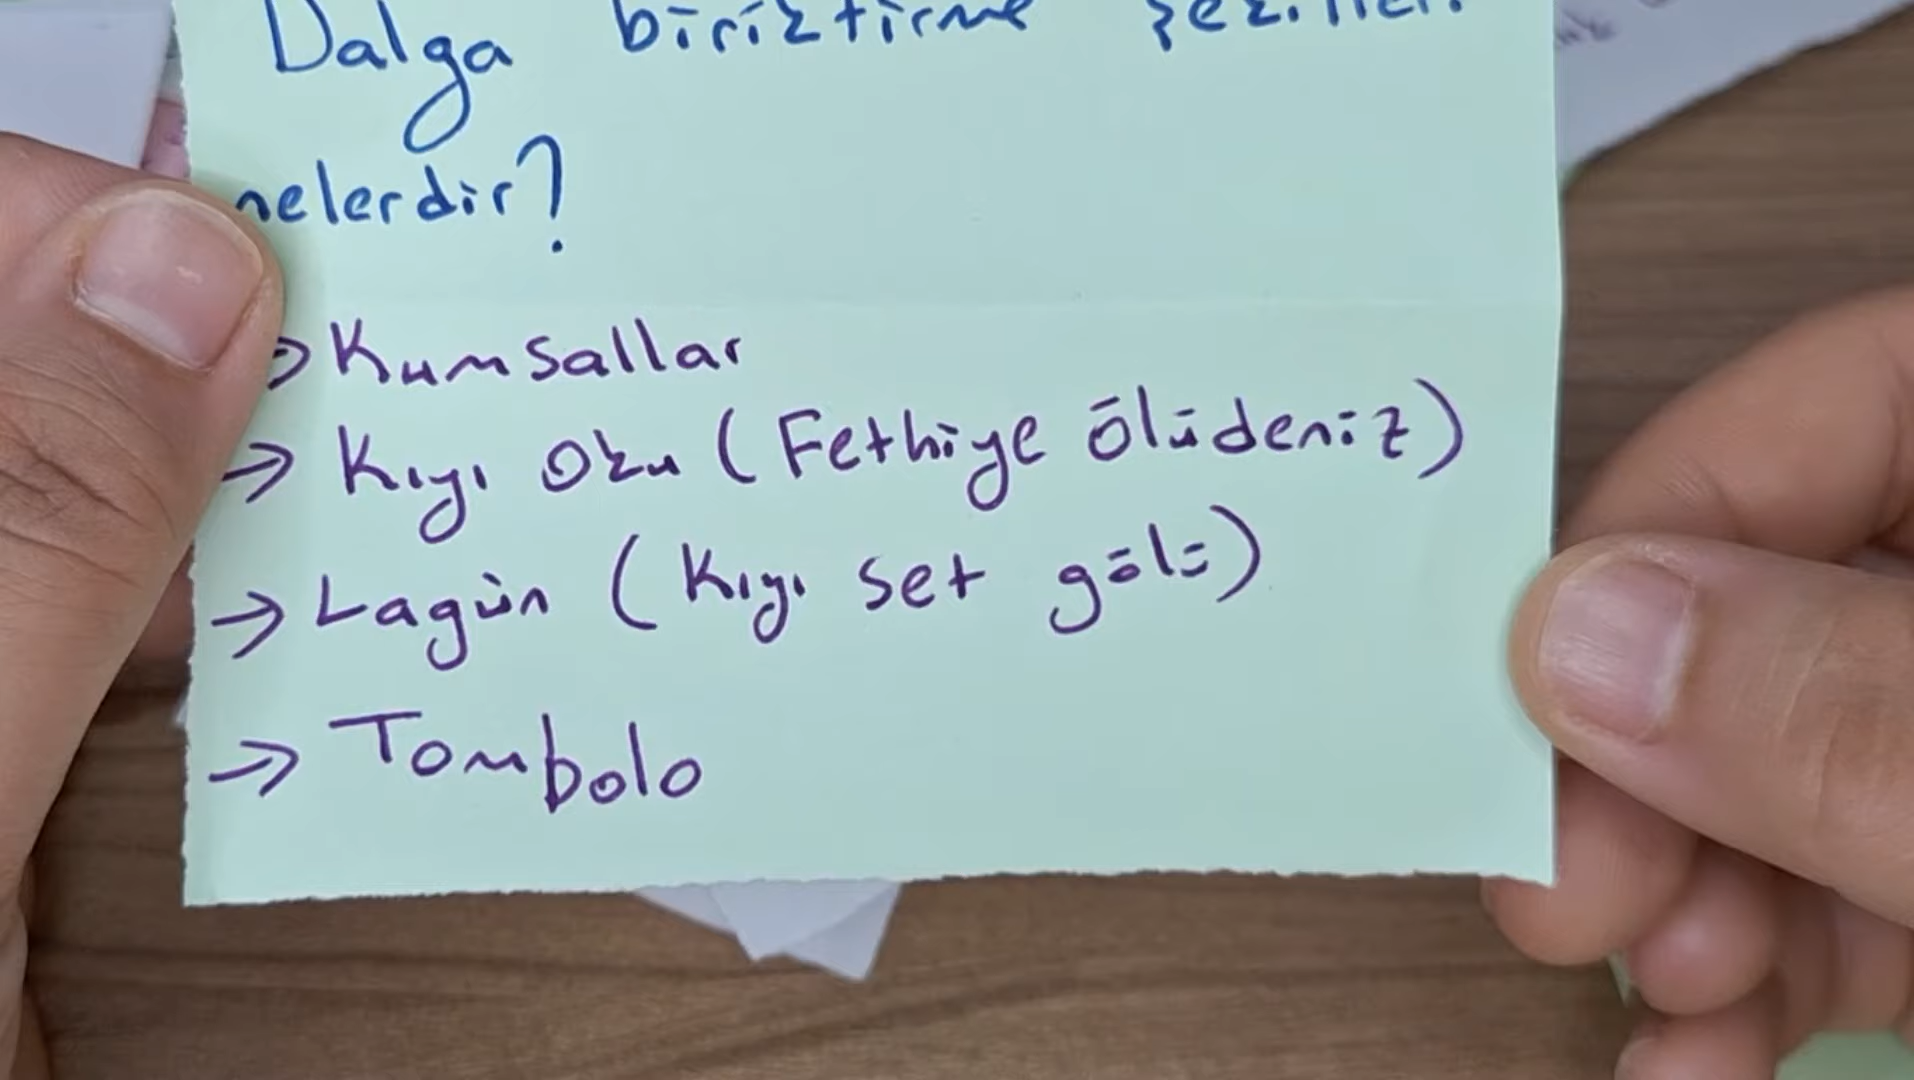 Dalga biriktirme şekilleri
nelerdir?
→ Kumsallar
→ Kıyı oku (Fethiye ölüdeniz)
→ Lagün (Kıyı set gölü)
→ Tombolo